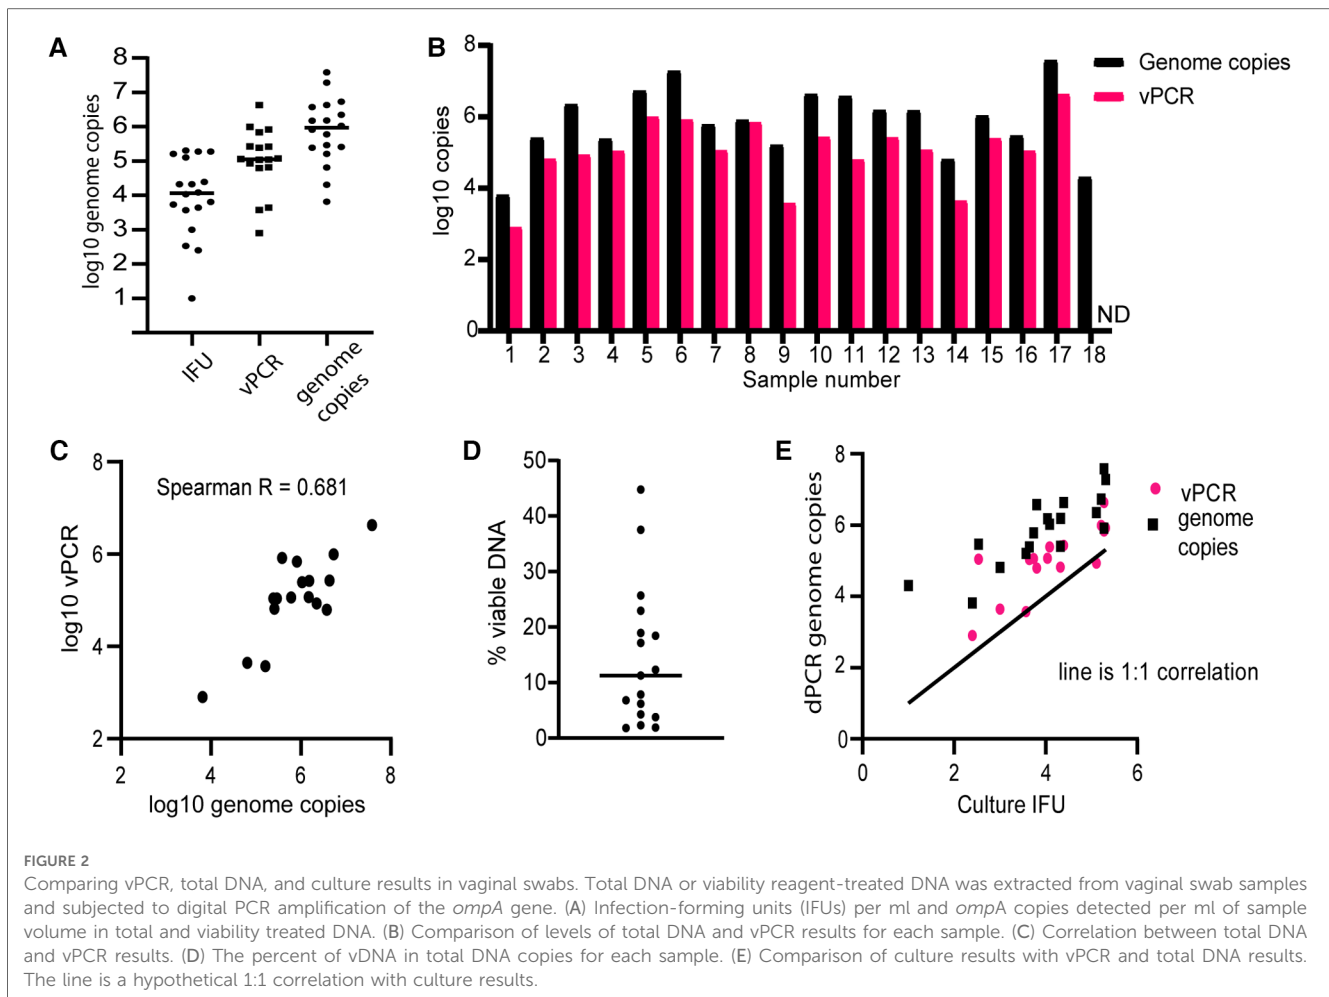 A
8
7
6
5
4
3
2
1
log10 genome copies
IFU
vPCR
genome
copies
B
8
6
4
2
0
log10 copies
Genome copies
vPCR
ND
1 2 3 4 5 6 7 8 9 10 11 12 13 14 15 16 17 18
Sample number
C
8
6
4
2
log10 vPCR
Spearman R = 0.681
2 4 6 8
log10 genome copies
D
50
40
30
20
10
0
% viable DNA
E
8
6
4
2
0
dPCR genome copies
vPCR
genome
copies
line is 1:1 correlation
0 2 4 6
Culture IFU
FIGURE 2
Comparing vPCR, total DNA, and culture results in vaginal swabs. Total DNA or viability reagent-treated DNA was extracted from vaginal swab samples
and subjected to digital PCR amplification of the ompA gene. (A) Infection-forming units (IFUs) per ml and ompA copies detected per ml of sample
volume in total and viability treated DNA. (B) Comparison of levels of total DNA and vPCR results for each sample. (C) Correlation between total DNA
and vPCR results. (D) The percent of vDNA in total DNA copies for each sample. (E) Comparison of culture results with vPCR and total DNA results.
The line is a hypothetical 1:1 correlation with culture results.